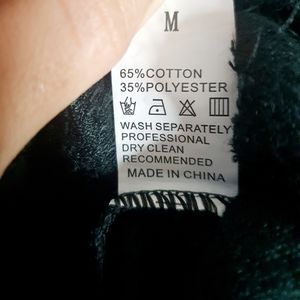 M
65%COTTON
35%POLYESTER
WASH SEPARATELY
PROFESSIONAL
DRY CLEAN
RECOMMENDED
MADE IN CHINA